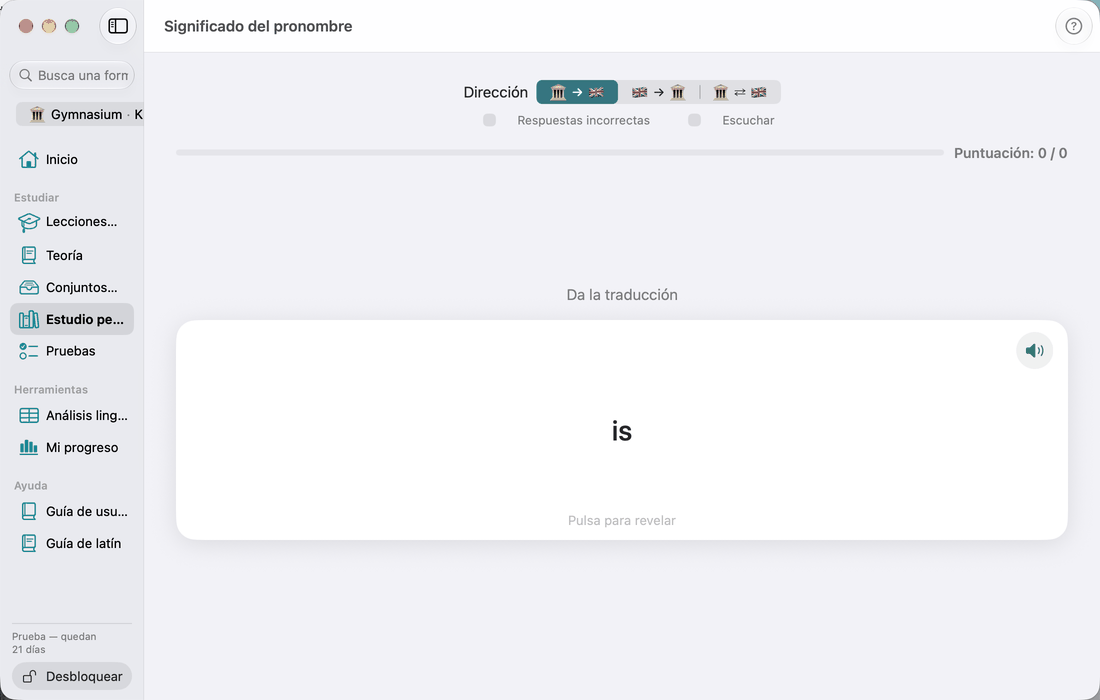 Significado del pronombre
Busca una forn
Gymnasium · K
Inicio
Estudiar
Lecciones...
Teoría
Conjuntos...
Estudio pe...
Pruebas
Herramientas
Análisis ling...
Mi progreso
Ayuda
Guía de usu...
Guía de latín
Prueba — quedan
21 días
Desbloquear
Dirección
Respuestas incorrectas
Escuchar
Puntuación: 0 / 0
Da la traducción
is
Pulsa para revelar